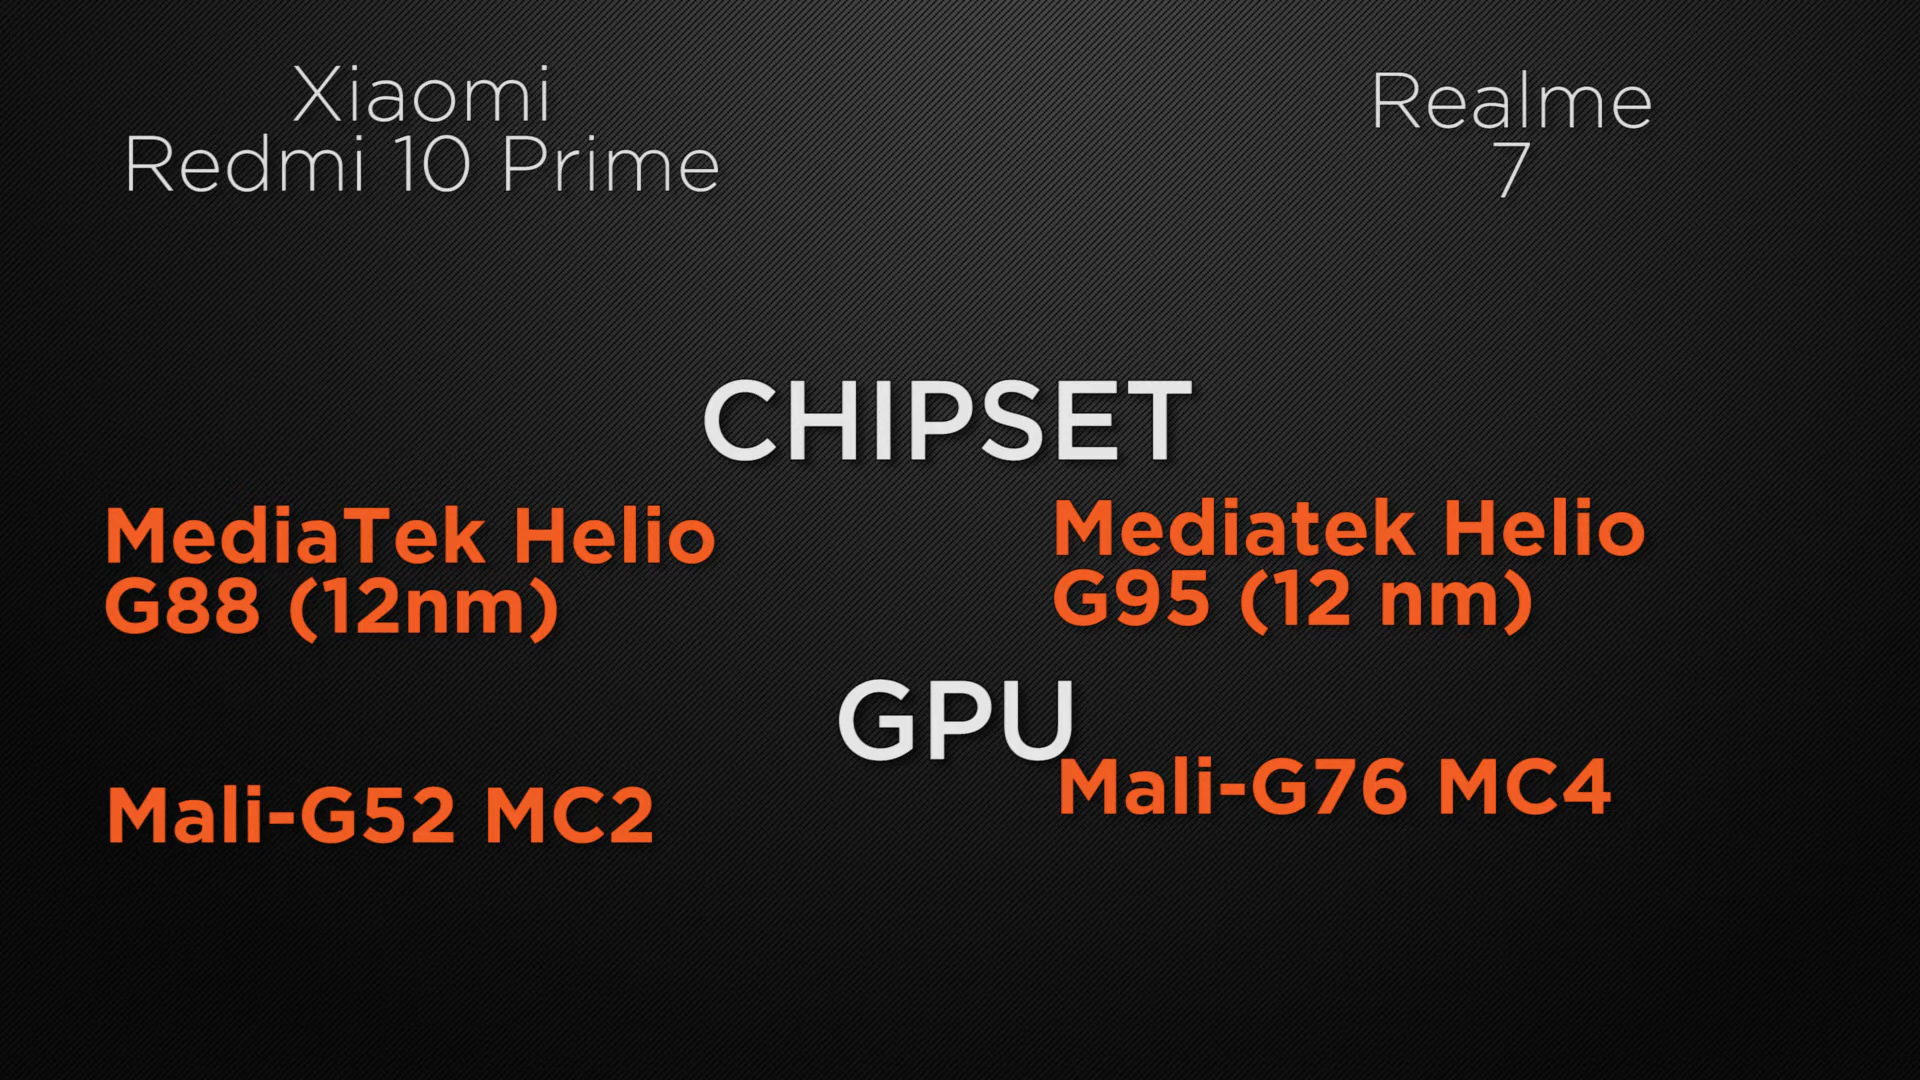 Xiaomi
Redmi 10 Prime
Realme
7
CHIPSET
MediaTek Helio
G88 (12nm)
Mediatek Helio
G95 (12 nm)
GPU
Mali-G52 MC2
Mali-G76 MC4